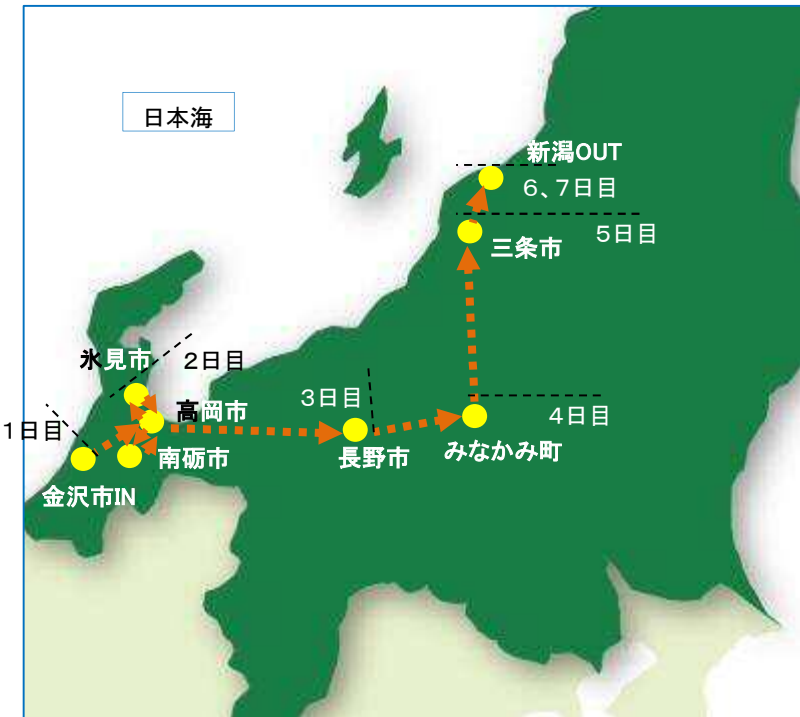 日本海
新潟OUT
6、7日目
5日目
三条市
氷見市
2日目
3日目
高岡市
1日目
4日目
南砺市
長野市
みなかみ町
金沢市IN